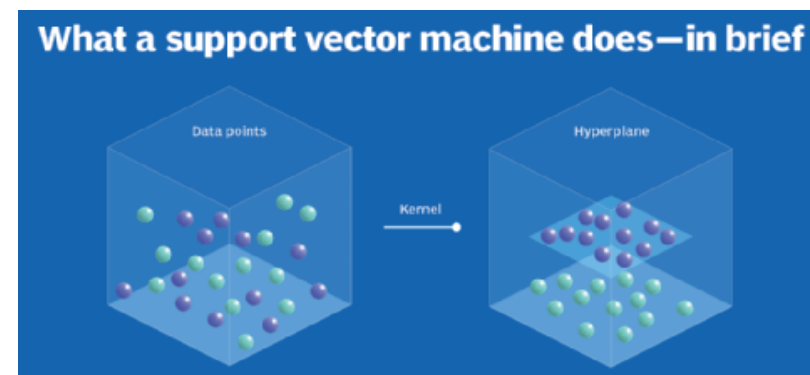 What a support vector machine does—in brief
Data points
Kernel
Hyperplane